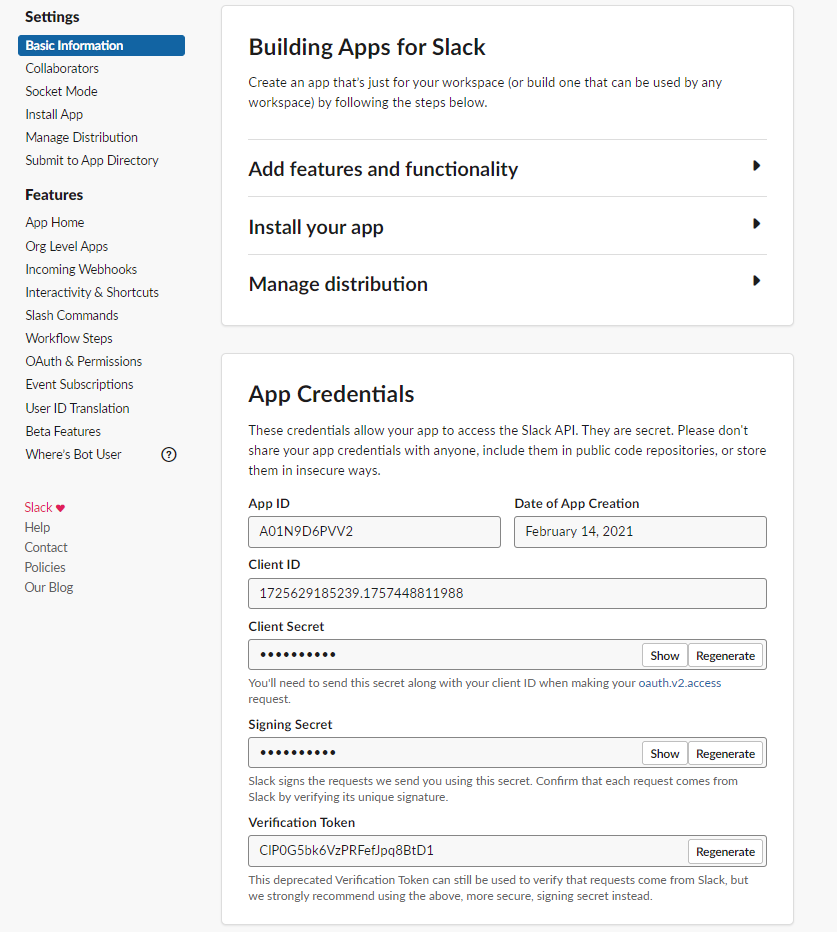 Settings
Basic Information
Collaborators
Socket Mode
Install App
Manage Distribution
Submit to App Directory
Features
App Home
Org Level Apps
Incoming Webhooks
Interactivity & Shortcuts
Slash Commands
Workflow Steps
OAuth & Permissions
Event Subscriptions
User ID Translation
Beta Features
Where's Bot User ?
Slack ♥
Help
Contact
Policies
Our Blog
Building Apps for Slack
Create an app that's just for your workspace (or build one that can be used by any
workspace) by following the steps below.
Add features and functionality
Install your app
Manage distribution
App Credentials
These credentials allow your app to access the Slack API. They are secret. Please don't
share your app credentials with anyone, include them in public code repositories, or store
them in insecure ways.
App ID Date of App Creation
A01N9D6PVV2 February 14, 2021
Client ID
1725629185239.1757448811988
Client Secret
•••••••••• Show Regenerate
You'll need to send this secret along with your client ID when making your oauth.v2.access
request.
Signing Secret
•••••••••• Show Regenerate
Slack signs the requests we send you using this secret. Confirm that each request comes from
Slack by verifying its unique signature.
Verification Token
ClP0G5bk6VzPRFefJpq8BtD1 Regenerate
This deprecated Verification Token can still be used to verify that requests come from Slack, but
we strongly recommend using the above, more secure, signing secret instead.